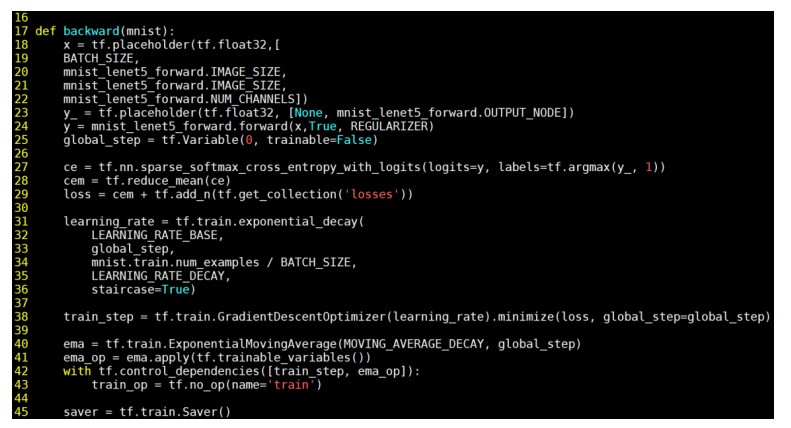 16
17 def backward(mnist):
18     x = tf.placeholder(tf.float32,[
19     BATCH_SIZE,
20     mnist_lenet5_forward.IMAGE_SIZE,
21     mnist_lenet5_forward.IMAGE_SIZE,
22     mnist_lenet5_forward.NUM_CHANNELS])
23     y_ = tf.placeholder(tf.float32, [None, mnist_lenet5_forward.OUTPUT_NODE])
24     y = mnist_lenet5_forward.forward(x,True, REGULARIZER)
25     global_step = tf.Variable(0, trainable=False)
26
27     ce = tf.nn.sparse_softmax_cross_entropy_with_logits(logits=y, labels=tf.argmax(y_, 1))
28     cem = tf.reduce_mean(ce)
29     loss = cem + tf.add_n(tf.get_collection('losses'))
30
31     learning_rate = tf.train.exponential_decay(
32         LEARNING_RATE_BASE,
33         global_step,
34         mnist.train.num_examples / BATCH_SIZE,
35         LEARNING_RATE_DECAY,
36         staircase=True)
37
38     train_step = tf.train.GradientDescentOptimizer(learning_rate).minimize(loss, global_step=global_step)
39
40     ema = tf.train.ExponentialMovingAverage(MOVING_AVERAGE_DECAY, global_step)
41     ema_op = ema.apply(tf.trainable_variables())
42     with tf.control_dependencies([train_step, ema_op]):
43         train_op = tf.no_op(name='train')
44
45     saver = tf.train.Saver()